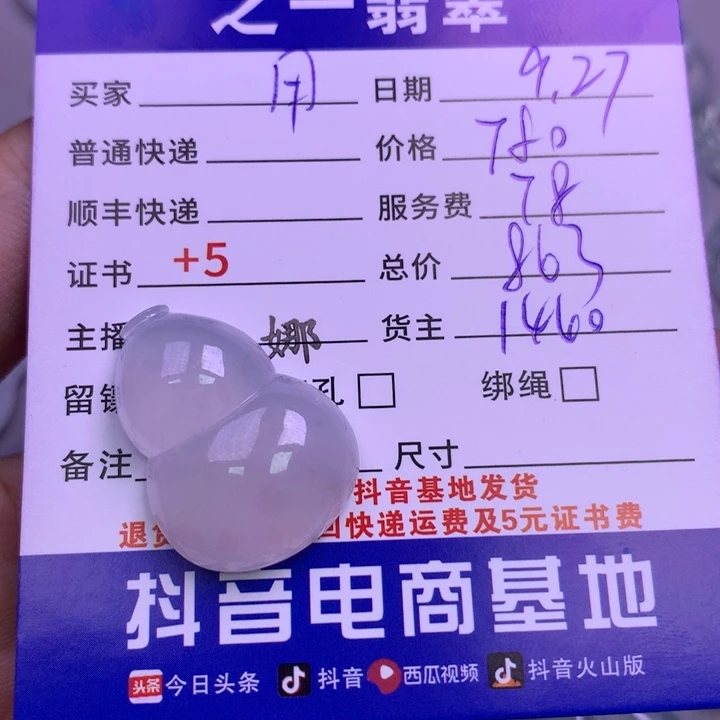 之一翡翠
买家 用 日期 9.27
普通快递 价格 780
顺丰快递 服务费 78
证书 +5 总价 863
主播 娜 货主 1460
留 孔 绑绳
备注 尺寸
抖音基地发货
退 回快递运费及5元证书费
抖音电商基地
头条 今日头条 抖音 西瓜视频 抖音火山版